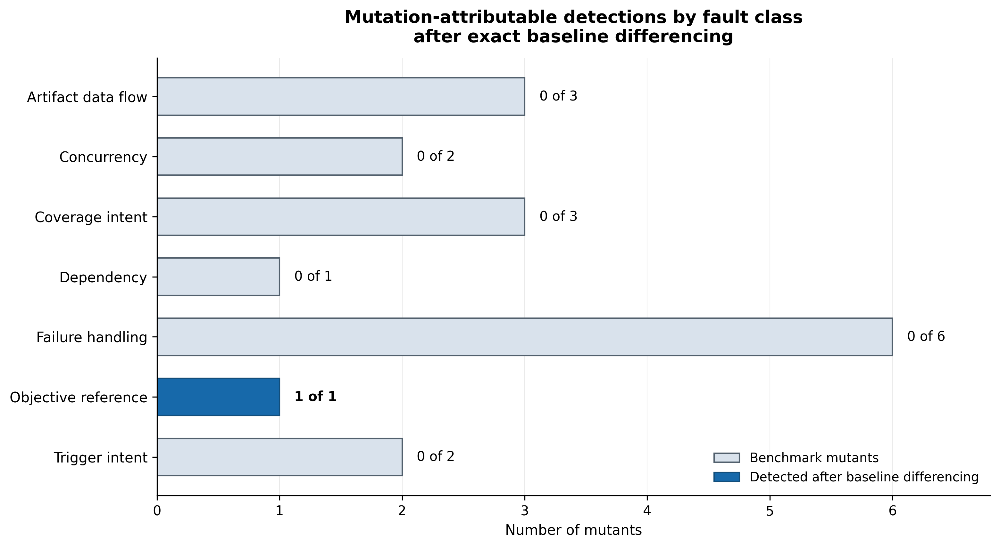 Mutation-attributable detections by fault class
after exact baseline differencing
Artifact data flow
0 of 3
Concurrency
0 of 2
Coverage intent
0 of 3
Dependency
0 of 1
Failure handling
0 of 6
Objective reference
1 of 1
Trigger intent
0 of 2
Benchmark mutants
Detected after baseline differencing
0 1 2 3 4 5 6
Number of mutants